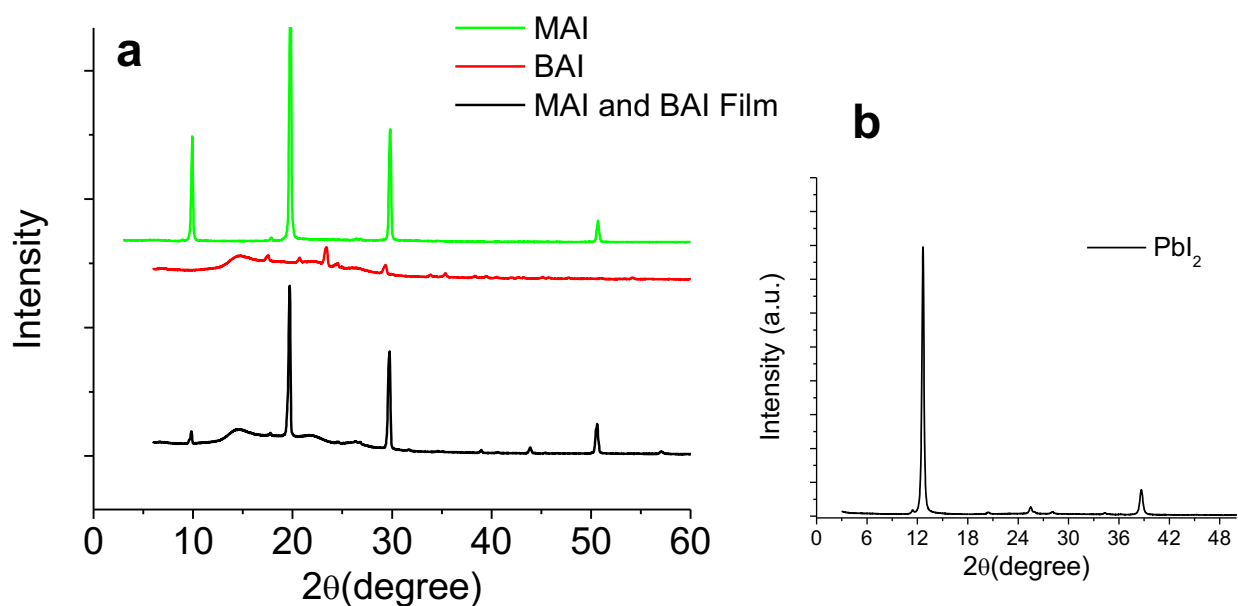 a
MAI
BAI
MAI and BAI Film
Intensity
0 10 20 30 40 50 60
2θ(degree)
b
PbI₂
Intensity (a.u.)
0 6 12 18 24 30 36 42 48
2θ(degree)